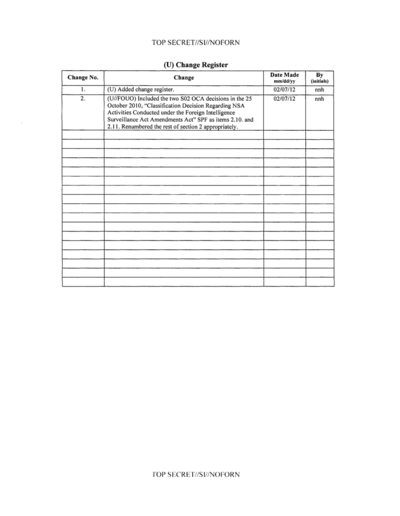 TOP SECRET//SI//NOFORN
(U) Change Register
Change No. Change Date Made By
mm/dd/yy (initials)
1. (U) Added change register. 02/07/12 nnh
2. (U//FOUO) Included the two S02 OCA decisions in the 25 02/07/12 nnh
October 2010, “Classification Decision Regarding NSA
Activities Conducted under the Foreign Intelligence
Surveillance Act Amendments Act” SPF as items 2.10. and
2.11. Renumbered the rest of section 2 appropriately.
TOP SECRET//SI//NOFORN